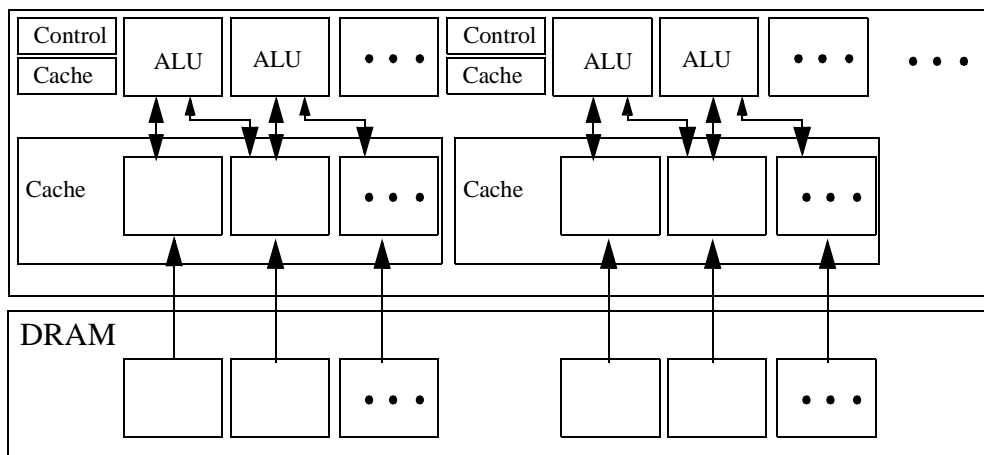 Control
Cache
ALU
ALU
• • •
Control
Cache
ALU
ALU
• • •
• • •
Cache
• • •
Cache
• • •
DRAM
• • •
• • •